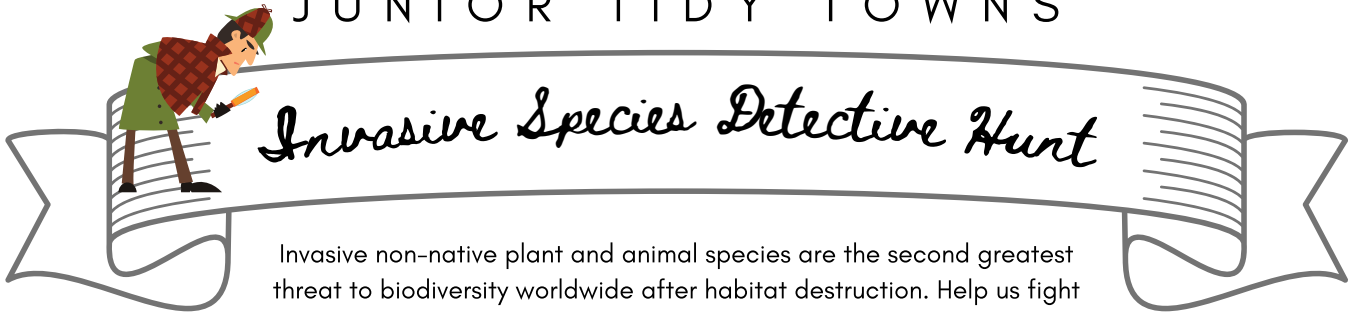 JUNIOR TIDY TOWNS
Invasive Species Detective Hunt
Invasive non-native plant and animal species are the second greatest
threat to biodiversity worldwide after habitat destruction. Help us fight